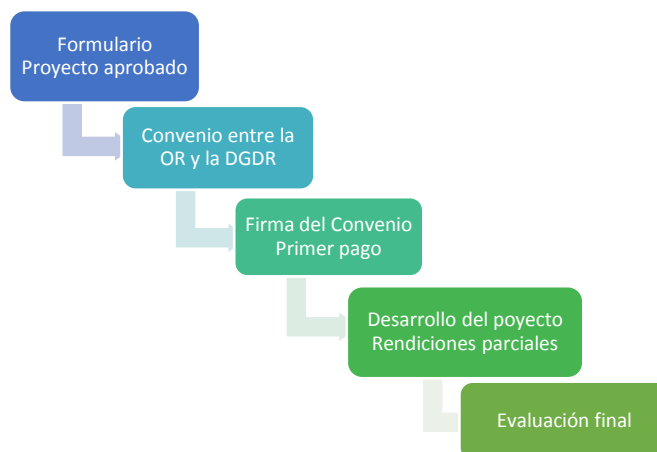 Formulario
Proyecto aprobado
Convenio entre la
OR y la DGDR
Firma del Convenio
Primer pago
Desarrollo del poyecto
Rendiciones parciales
Evaluación final